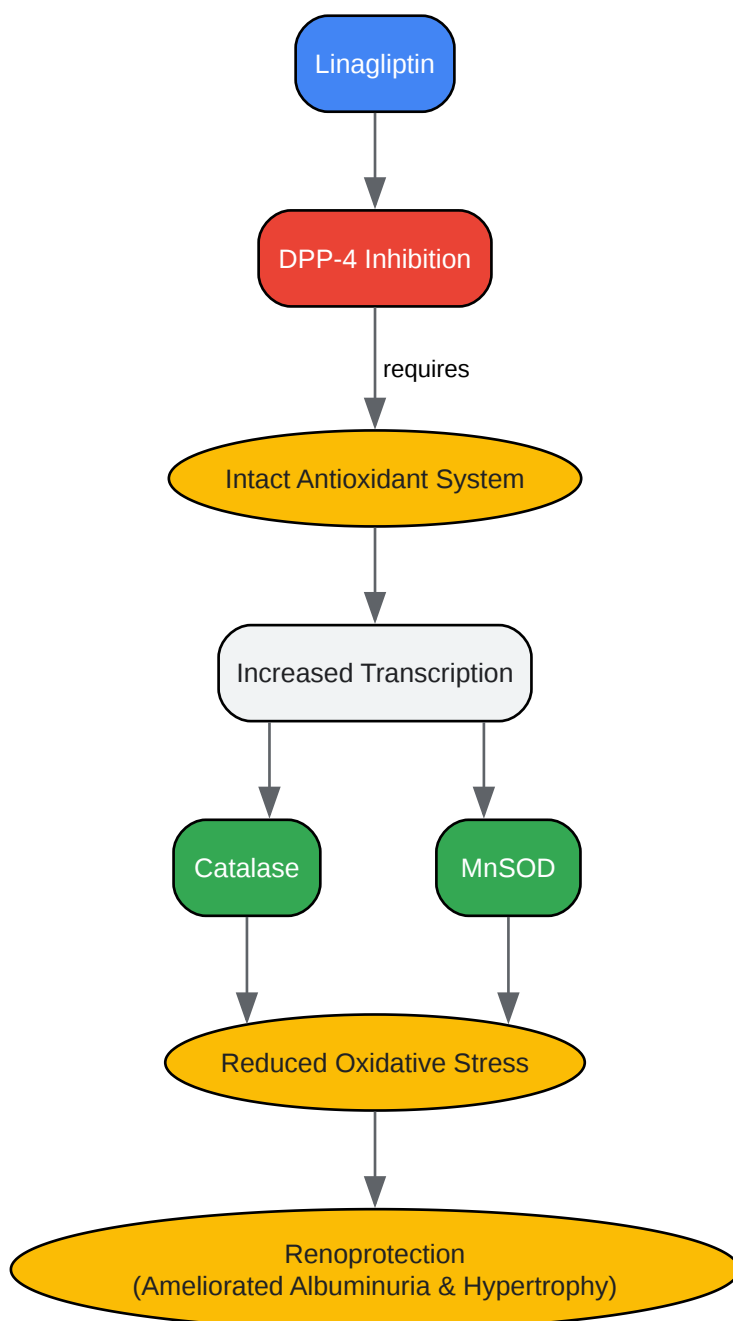 Linagliptin
DPP-4 Inhibition
requires
Intact Antioxidant System
Increased Transcription
Catalase
MnSOD
Reduced Oxidative Stress
Renoprotection
(Ameliorated Albuminuria & Hypertrophy)